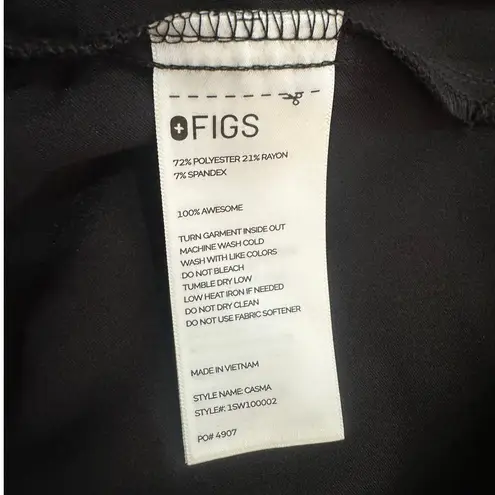 FIGS
72% POLYESTER 21% RAYON
7% SPANDEX
100% AWESOME
TURN GARMENT INSIDE OUT
MACHINE WASH COLD
WASH WITH LIKE COLORS
DO NOT BLEACH
TUMBLE DRY LOW
LOW HEAT IRON IF NEEDED
DO NOT DRY CLEAN
DO NOT USE FABRIC SOFTENER
MADE IN VIETNAM
STYLE NAME: CASMA
STYLE#: 1SW100002
PO# 4907